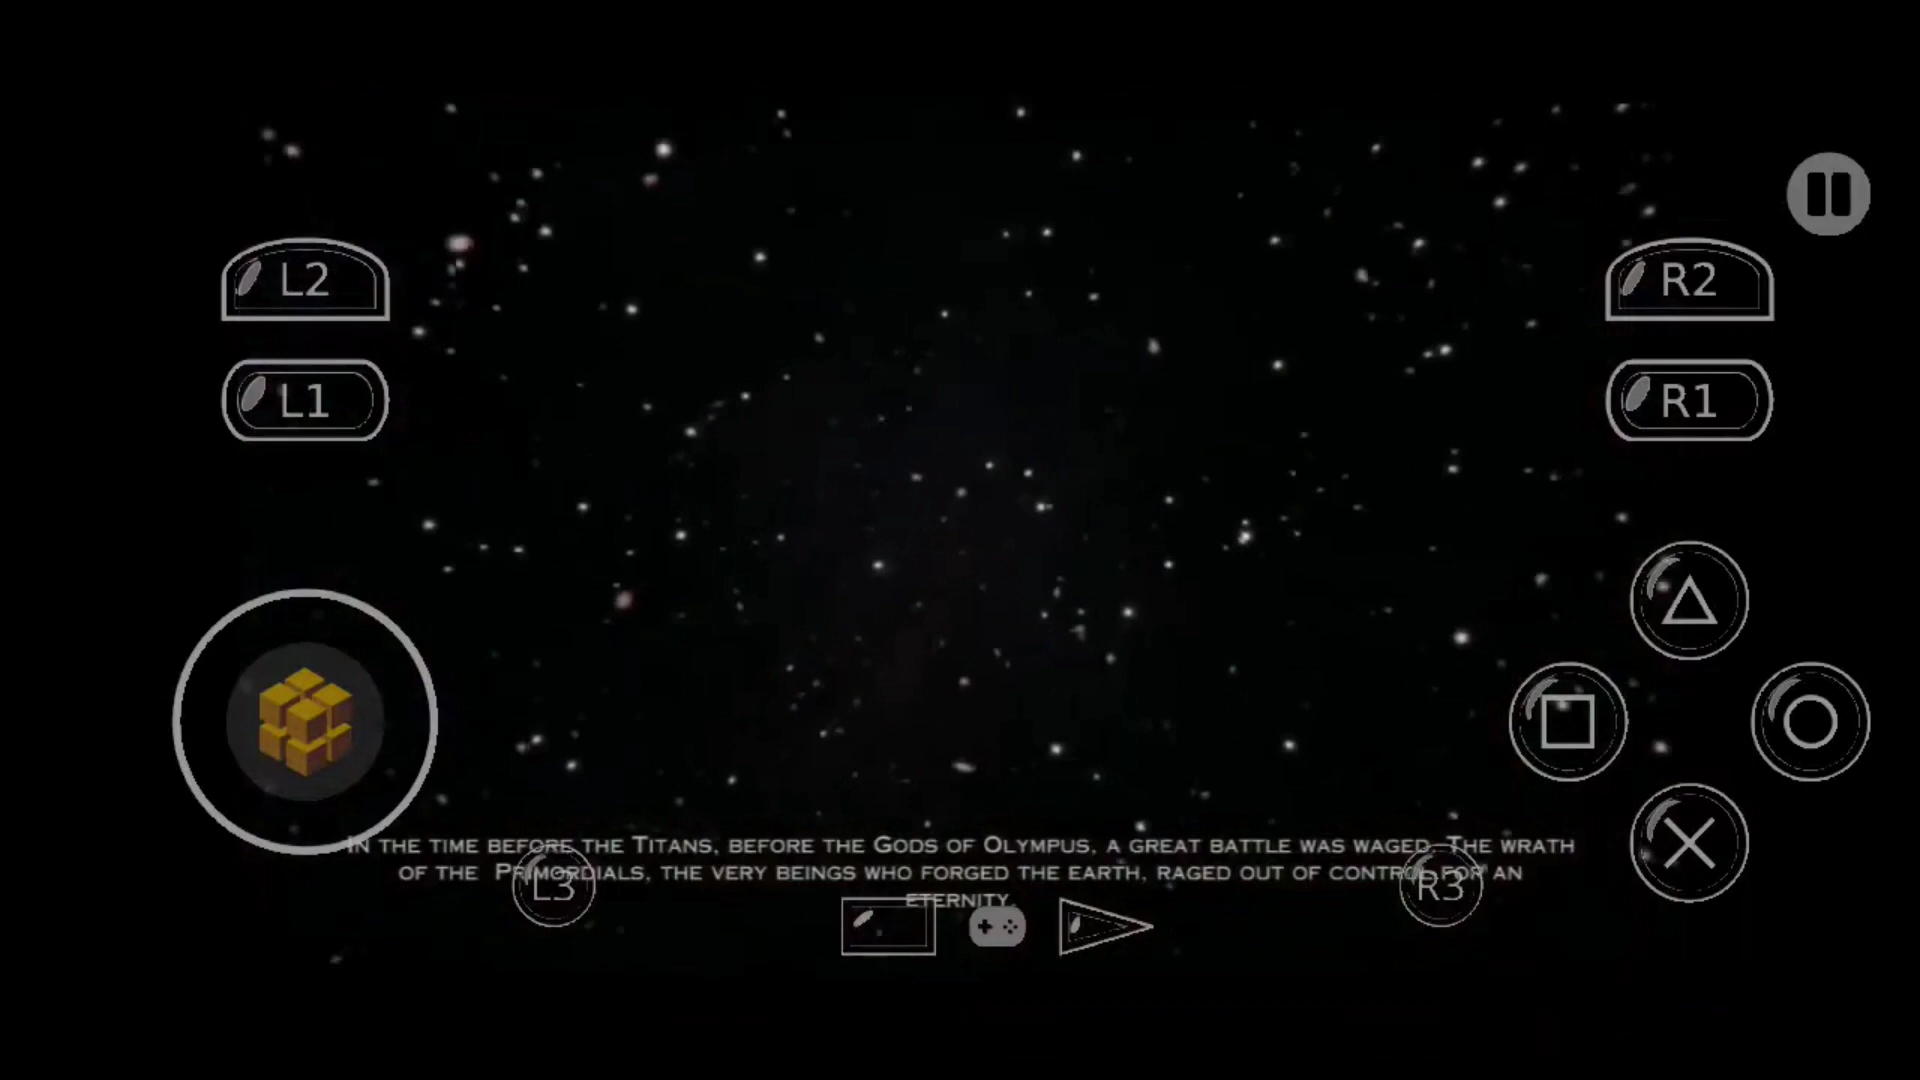 L2
R2
L1
R1
In the time before the Titans, before the Gods of Olympus, a great battle was waged. The wrath
of the Primordials, the very beings who forged the earth, raged out of control for an
eternity.
L3
R3